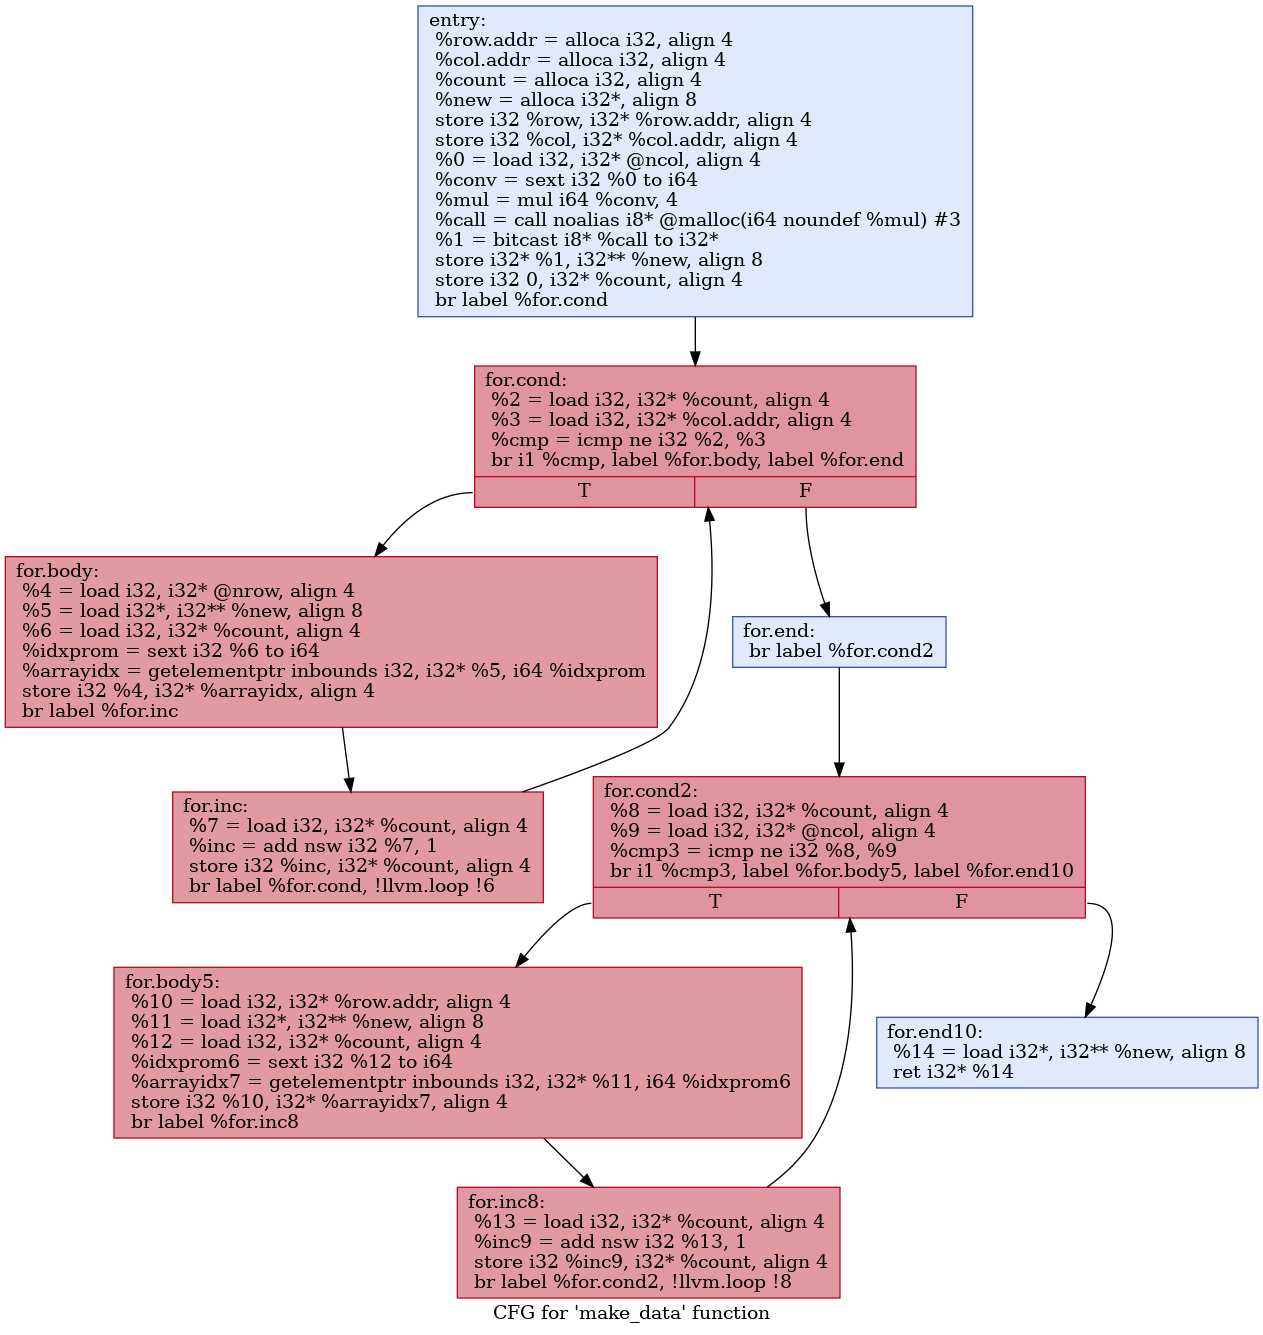 entry:
%row.addr = alloca i32, align 4
%col.addr = alloca i32, align 4
%count = alloca i32, align 4
%new = alloca i32*, align 8
store i32 %row, i32* %row.addr, align 4
store i32 %col, i32* %col.addr, align 4
%0 = load i32, i32* @ncol, align 4
%conv = sext i32 %0 to i64
%mul = mul i64 %conv, 4
%call = call noalias i8* @malloc(i64 noundef %mul) #3
%1 = bitcast i8* %call to i32*
store i32* %1, i32** %new, align 8
store i32 0, i32* %count, align 4
br label %for.cond
for.cond:
%2 = load i32, i32* %count, align 4
%3 = load i32, i32* %col.addr, align 4
%cmp = icmp ne i32 %2, %3
br i1 %cmp, label %for.body, label %for.end
T F
for.body:
%4 = load i32, i32* @nrow, align 4
%5 = load i32*, i32** %new, align 8
%6 = load i32, i32* %count, align 4
%idxprom = sext i32 %6 to i64
%arrayidx = getelementptr inbounds i32, i32* %5, i64 %idxprom
store i32 %4, i32* %arrayidx, align 4
br label %for.inc
for.end:
br label %for.cond2
for.inc:
%7 = load i32, i32* %count, align 4
%inc = add nsw i32 %7, 1
store i32 %inc, i32* %count, align 4
br label %for.cond, !llvm.loop !6
for.cond2:
%8 = load i32, i32* %count, align 4
%9 = load i32, i32* @ncol, align 4
%cmp3 = icmp ne i32 %8, %9
br i1 %cmp3, label %for.body5, label %for.end10
T F
for.body5:
%10 = load i32, i32* %row.addr, align 4
%11 = load i32*, i32** %new, align 8
%12 = load i32, i32* %count, align 4
%idxprom6 = sext i32 %12 to i64
%arrayidx7 = getelementptr inbounds i32, i32* %11, i64 %idxprom6
store i32 %10, i32* %arrayidx7, align 4
br label %for.inc8
for.end10:
%14 = load i32*, i32** %new, align 8
ret i32* %14
for.inc8:
%13 = load i32, i32* %count, align 4
%inc9 = add nsw i32 %13, 1
store i32 %inc9, i32* %count, align 4
br label %for.cond2, !llvm.loop !8
CFG for 'make_data' function